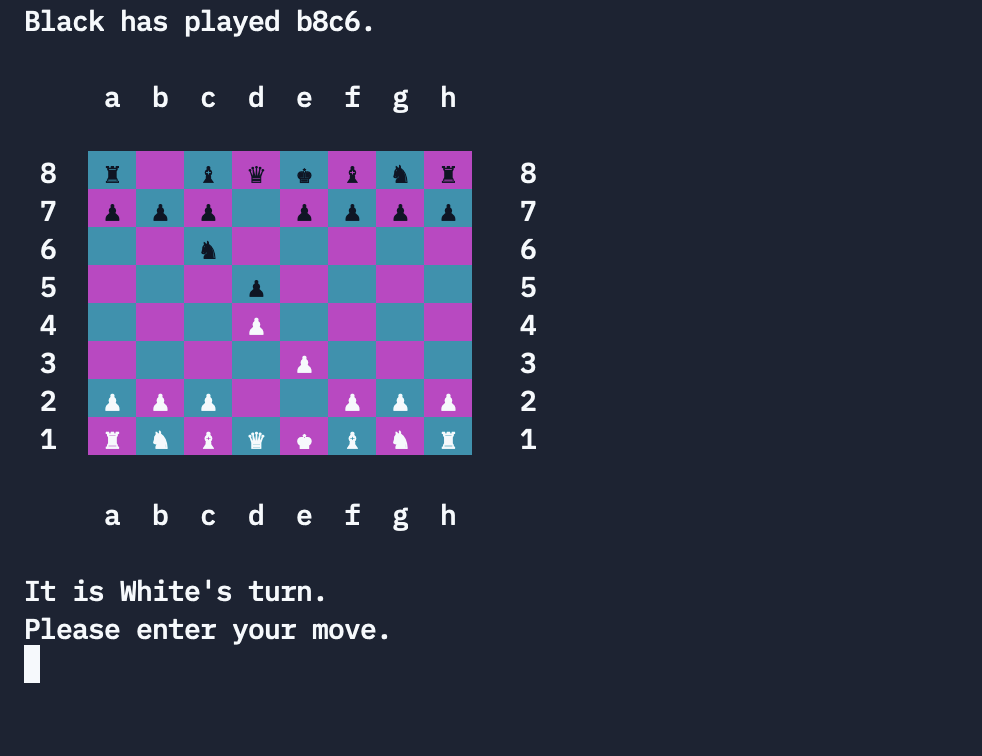 Black has played b8c6.
a b c d e f g h
8 ♜ ♝ ♛ ♚ ♝ ♞ ♜ 8
7 ♟ ♟ ♟ ♟ ♟ ♟ ♟ 7
6 ♞ 6
5 ♟ 5
4 ♟ 4
3 ♟ 3
2 ♟ ♟ ♟ ♟ ♟ ♟ 2
1 ♜ ♞ ♝ ♛ ♚ ♝ ♞ ♜ 1
a b c d e f g h
It is White's turn.
Please enter your move.